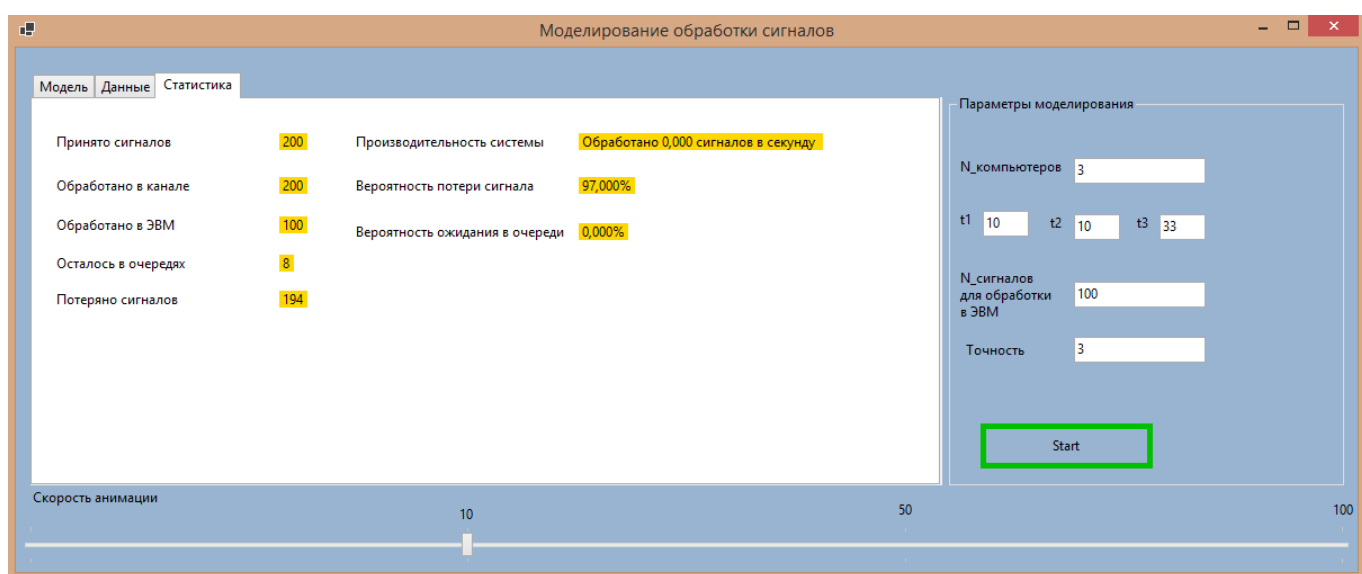 Моделирование обработки сигналов
Модель Данные Статистика
Принято сигналов 200 Производительность системы Обработано 0,000 сигналов в секунду
Обработано в канале 200 Вероятность потери сигнала 97,000%
Обработано в ЭВМ 100 Вероятность ожидания в очереди 0,000%
Осталось в очередях 8
Потеряно сигналов 194
Параметры моделирования
N_компьютеров 3
t1 10 t2 10 t3 33
N_сигналов
для обработки 100
в ЭВМ
Точность 3
Start
Скорость анимации
10 50 100